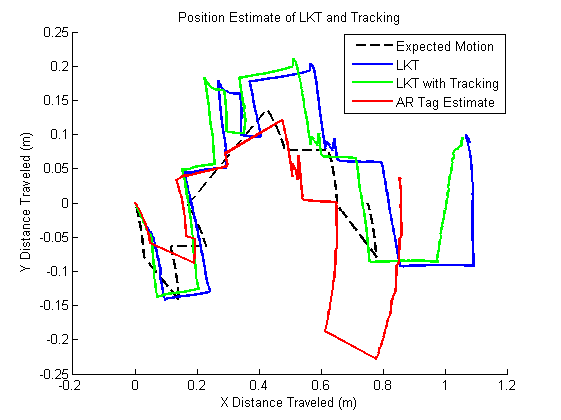 Position Estimate of LKT and Tracking
Expected Motion
LKT
LKT with Tracking
AR Tag Estimate
Y Distance Traveled (m)
0.25
0.2
0.15
0.1
0.05
0
-0.05
-0.1
-0.15
-0.2
-0.25
-0.2 0 0.2 0.4 0.6 0.8 1 1.2
X Distance Traveled (m)